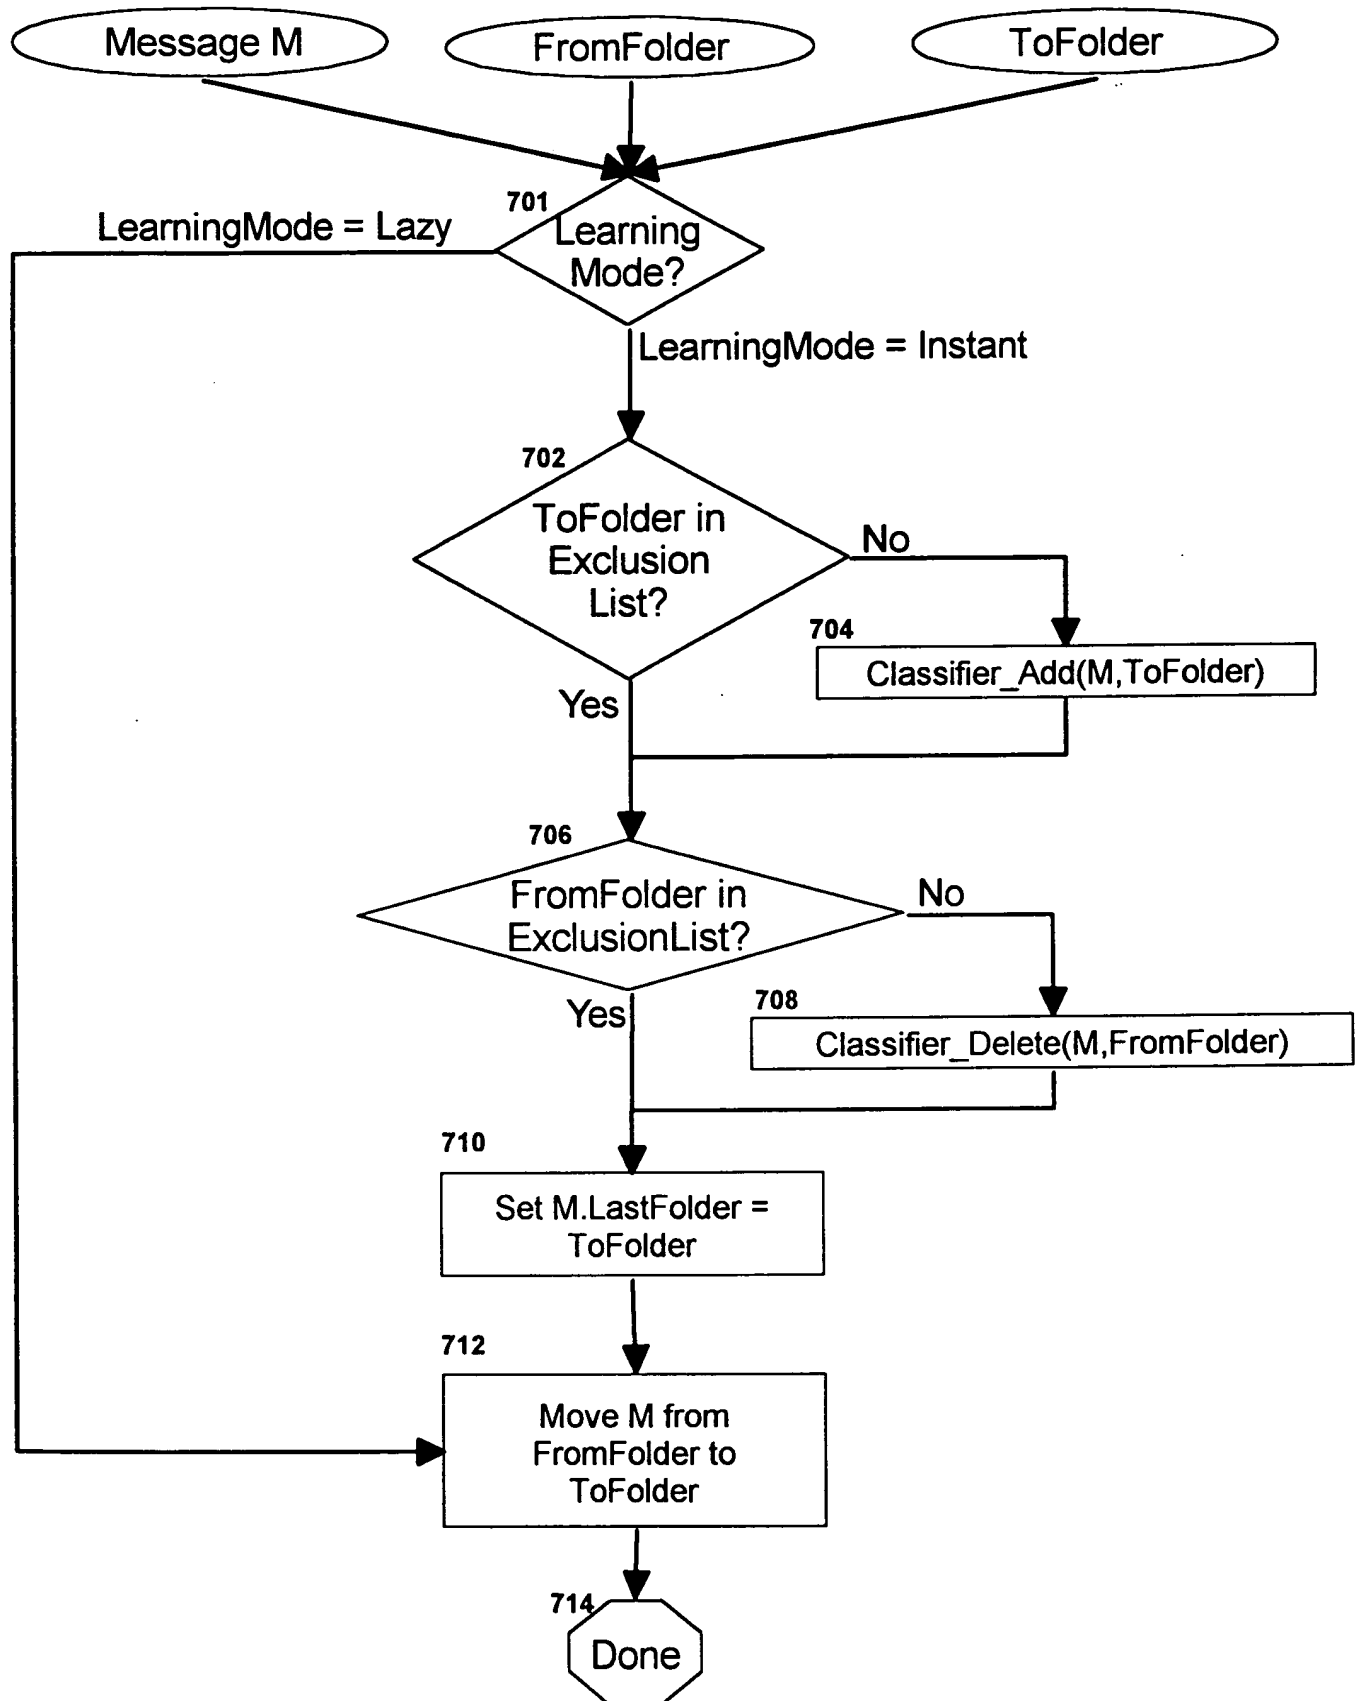 Message M
FromFolder
ToFolder
701
LearningMode = Lazy
Learning
Mode?
LearningMode = Instant
702
ToFolder in
Exclusion
List?
No
704
Classifier_Add(M,ToFolder)
Yes
706
FromFolder in
ExclusionList?
No
Yes
708
Classifier_Delete(M,FromFolder)
710
Set M.LastFolder =
ToFolder
712
Move M from
FromFolder to
ToFolder
714
Done